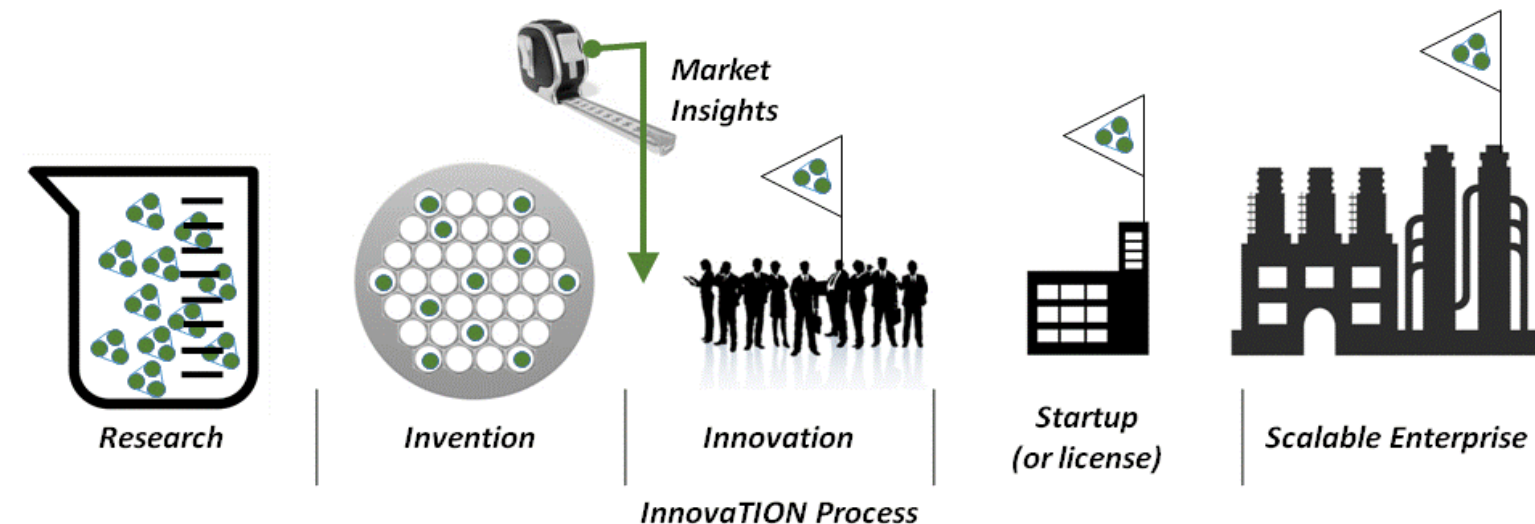 Market
Insights
Research
Invention
Innovation
Startup
(or license)
Scalable Enterprise
InnovaTION Process